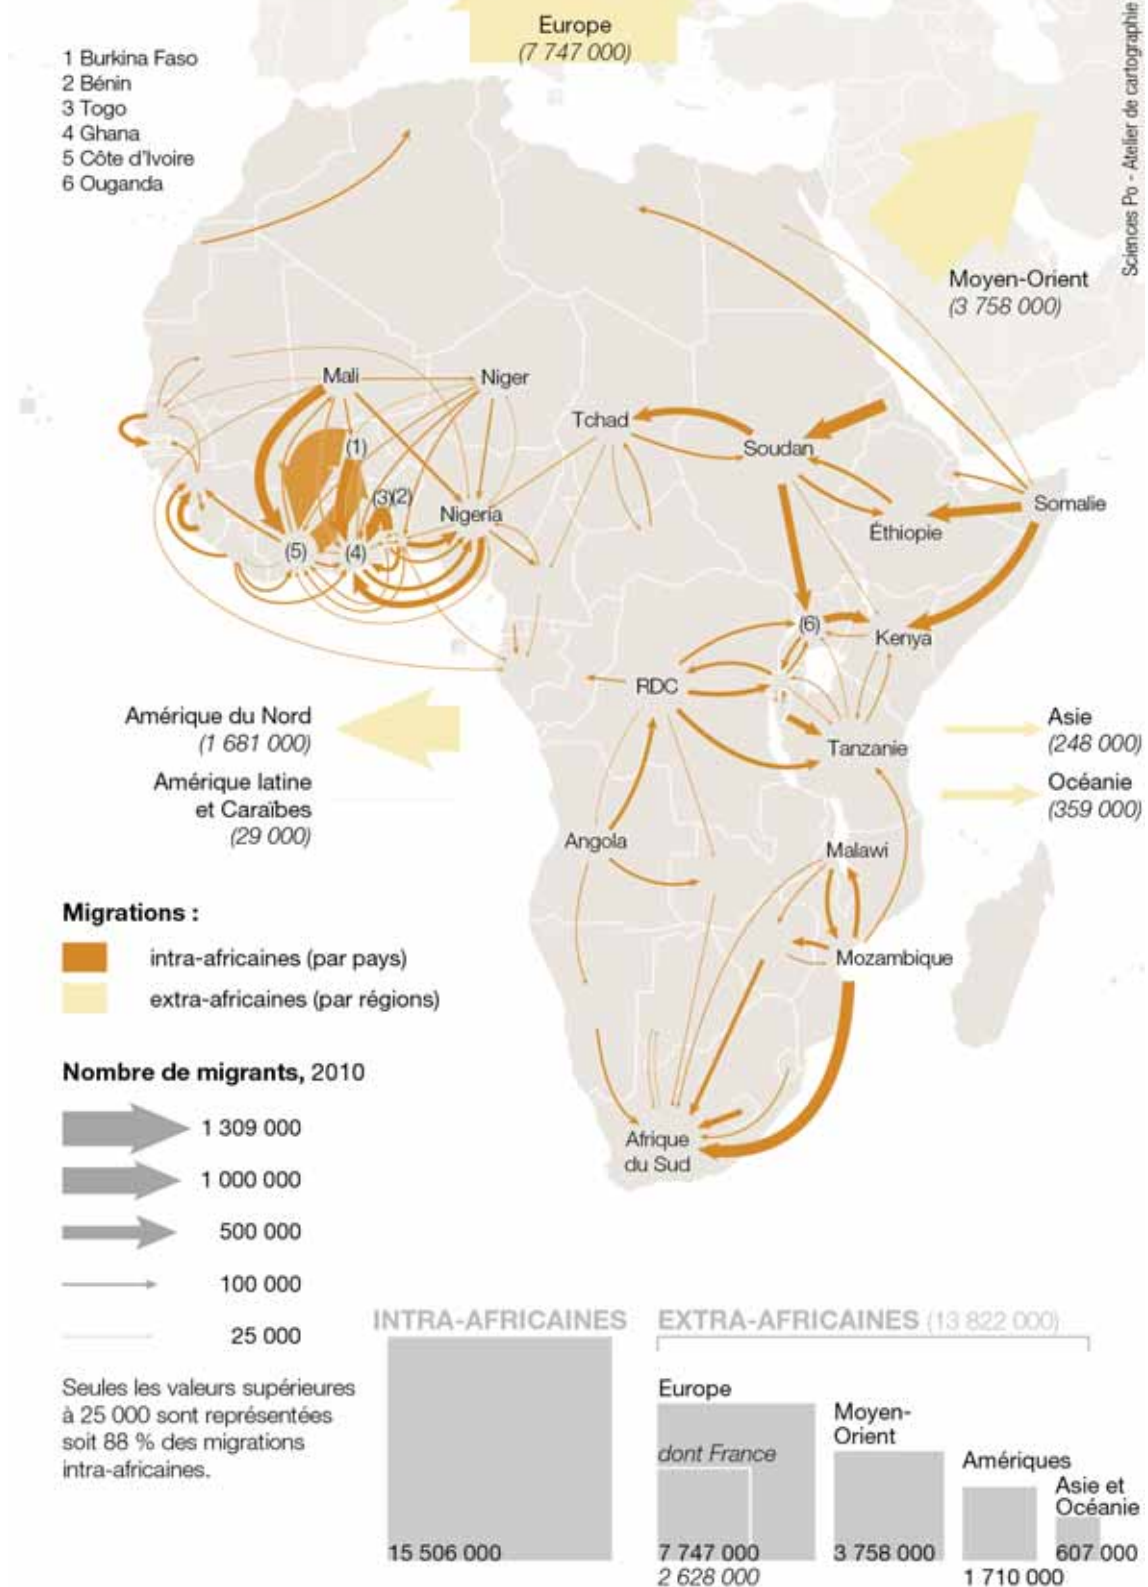 Europe
(7 747 000)
1 Burkina Faso
2 Bénin
3 Togo
4 Ghana
5 Côte d'Ivoire
6 Ouganda
Sciences Po - Atelier de cartographie
Moyen-Orient
(3 758 000)
Mali
Niger
Tchad
(1)
Soudan
(3)(2)
Nigeria
Somalie
Éthiopie
(5)
(4)
(6)
Kenya
RDC
Amérique du Nord
(1 681 000)
Asie
(248 000)
Tanzanie
Amérique latine
et Caraïbes
(29 000)
Océanie
(359 000)
Angola
Malawi
Mozambique
Afrique
du Sud
Migrations :
intra-africaines (par pays)
extra-africaines (par régions)
Nombre de migrants, 2010
1 309 000
1 000 000
500 000
100 000
25 000
Seules les valeurs supérieures
à 25 000 sont représentées
soit 88 % des migrations
intra-africaines.
INTRA-AFRICAINES
15 506 000
EXTRA-AFRICAINES (13 822 000)
Europe
dont France
7 747 000
2 628 000
Moyen-
Orient
3 758 000
Amériques
1 710 000
Asie et
Océanie
607 000